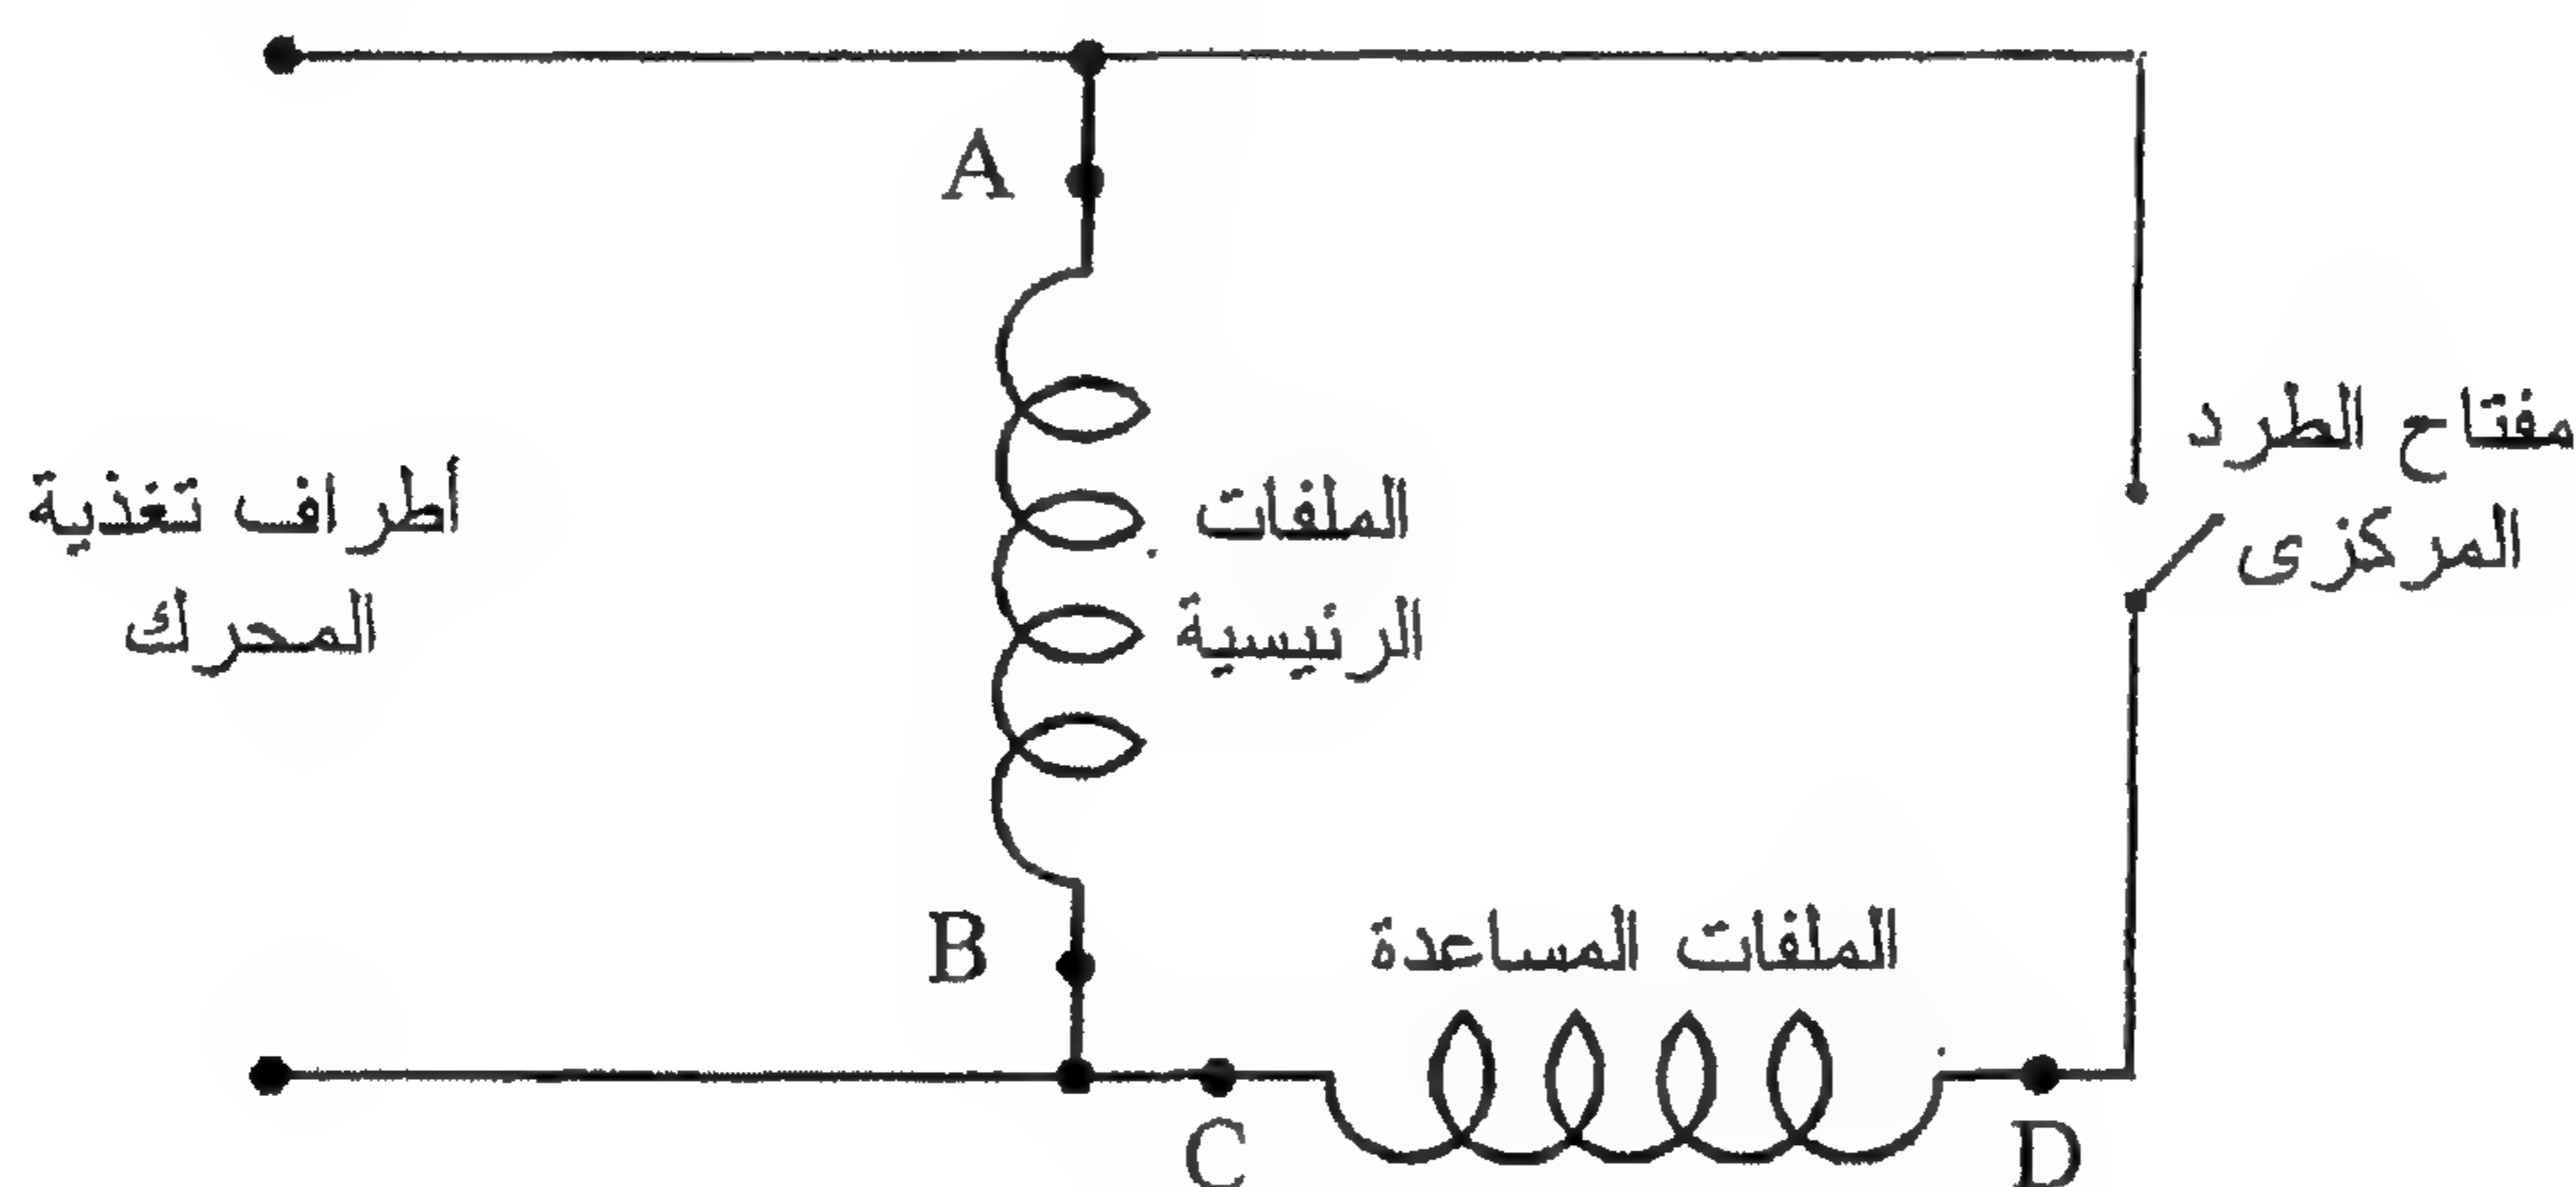 A
مفتاح الطرد
المركزى
أطراف تغذية
المحرك
الملفات
الرئيسية
B
الملفات المساعدة
C
D